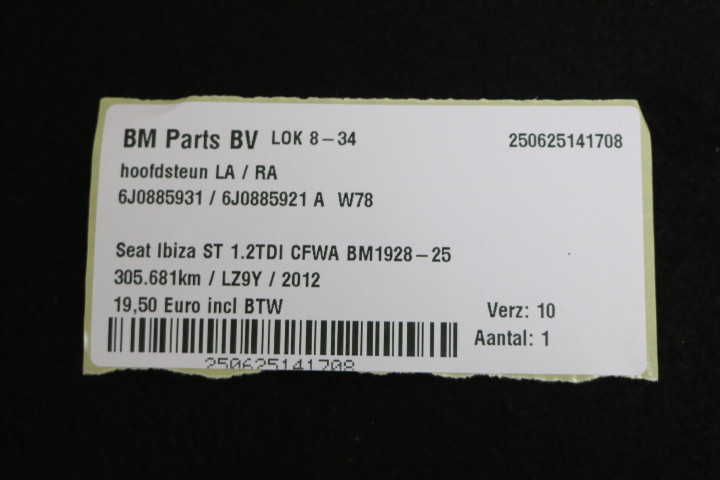 BM Parts BV LOK 8-34 250625141708
hoofdsteun LA / RA
6J0885931 / 6J0885921 A W78
Seat Ibiza ST 1.2TDI CFWA BM1928-25
305.681km / LZ9Y / 2012
19,50 Euro incl BTW
Verz: 10
Aantal: 1
250625141708